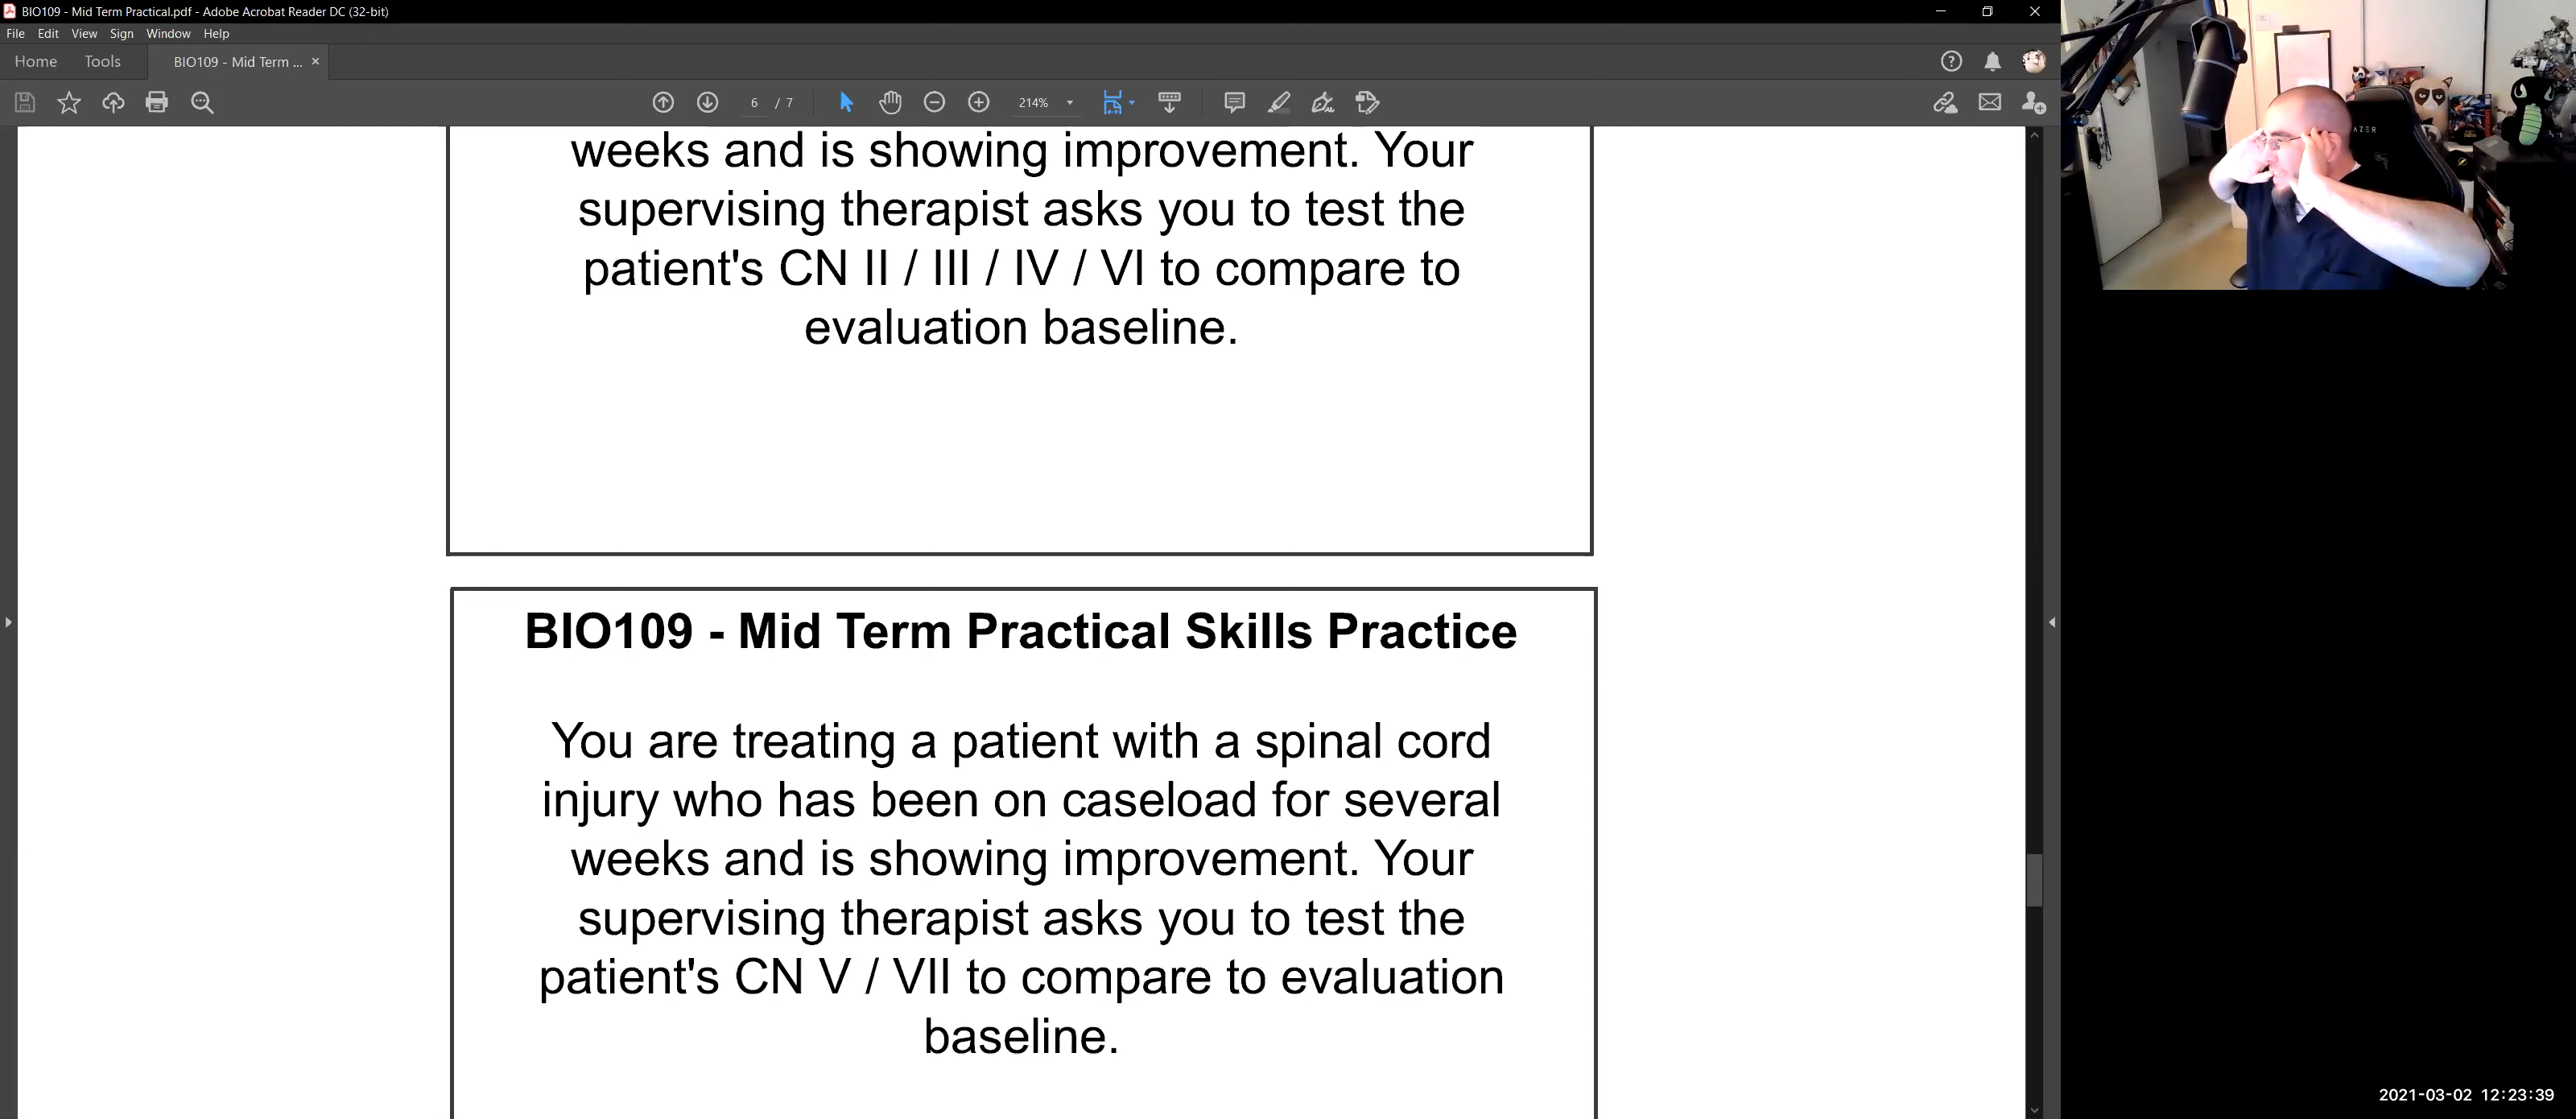 BIO109 - Mid Term Practical.pdf - Adobe Acrobat Reader DC (32-bit)
File Edit View Sign Window Help
Home Tools BIO109 - Mid Term ... ×
6 / 7 214%
weeks and is showing improvement. Your
supervising therapist asks you to test the
patient's CN II / III / IV / VI to compare to
evaluation baseline.
BIO109 - Mid Term Practical Skills Practice
You are treating a patient with a spinal cord
injury who has been on caseload for several
weeks and is showing improvement. Your
supervising therapist asks you to test the
patient's CN V / VII to compare to evaluation
baseline.
AZER
2021-03-02 12:23:39